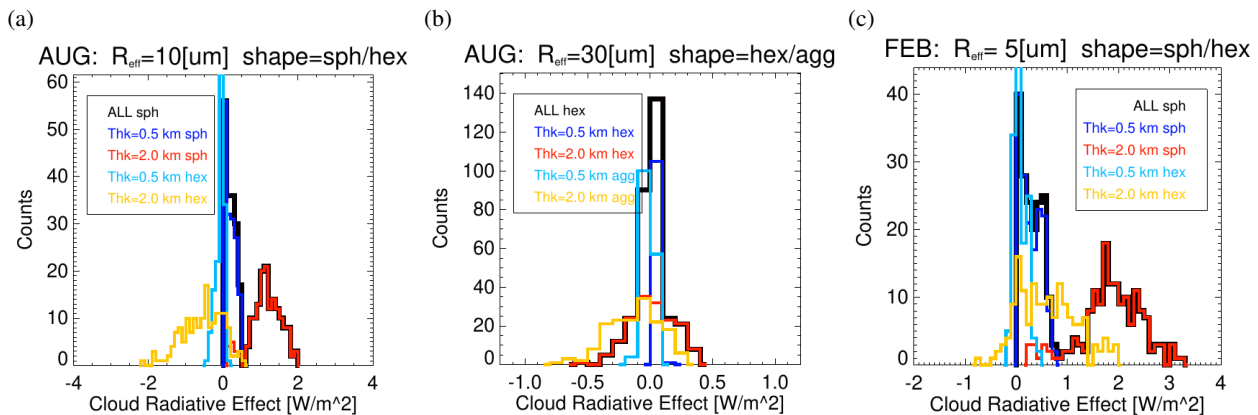 (a)
AUG: Reff=10[um] shape=sph/hex
60
50
40
30
20
10
0
Counts
ALL sph
Thk=0.5 km sph
Thk=2.0 km sph
Thk=0.5 km hex
Thk=2.0 km hex
-4
-2
0
2
4
Cloud Radiative Effect [W/m^2]
(b)
AUG: Reff=30[um] shape=hex/agg
140
120
100
80
60
40
20
0
Counts
ALL hex
Thk=0.5 km hex
Thk=2.0 km hex
Thk=0.5 km agg
Thk=2.0 km agg
-1.0
-0.5
0.0
0.5
1.0
Cloud Radiative Effect [W/m^2]
(c)
FEB: Reff= 5[um] shape=sph/hex
40
30
20
10
0
Counts
ALL sph
Thk=0.5 km sph
Thk=2.0 km sph
Thk=0.5 km hex
Thk=2.0 km hex
-2
-1
0
1
2
3
4
Cloud Radiative Effect [W/m^2]